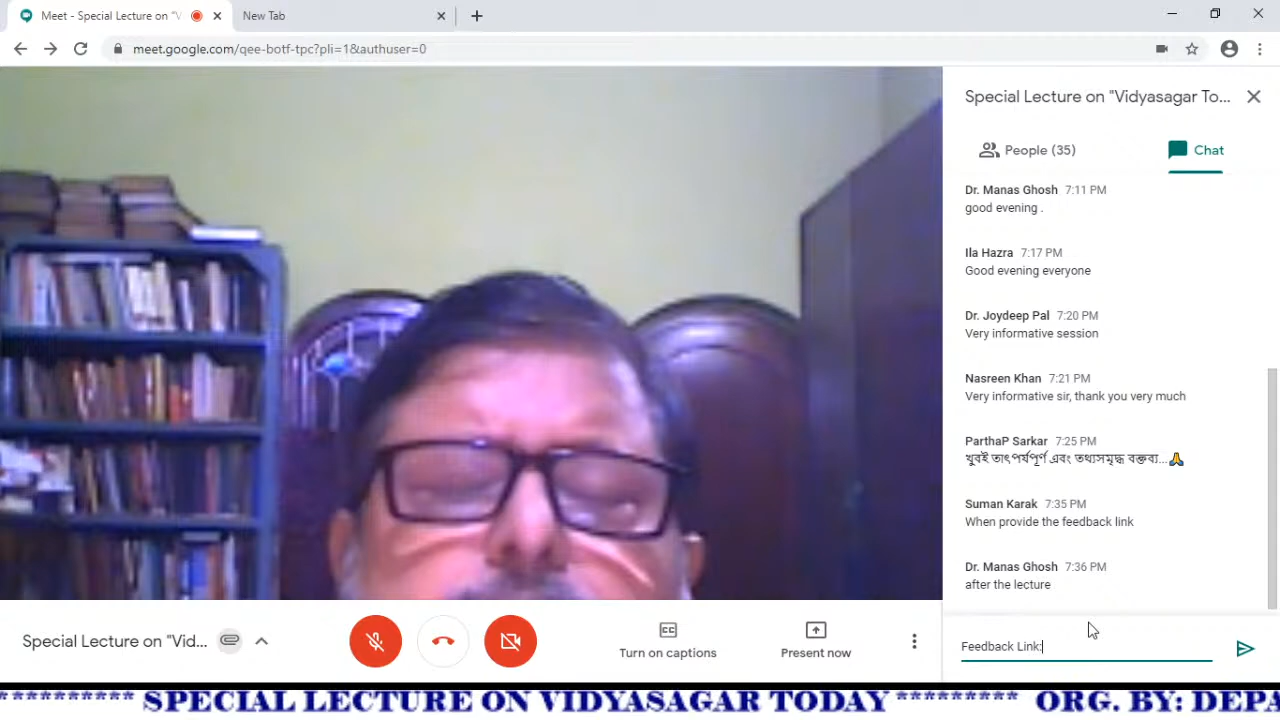 Meet - Special Lecture on "V
New Tab
meet.google.com/qee-botf-tpc?pli=1&authuser=0
Special Lecture on "Vidyasagar To...
People (35)
Chat
Dr. Manas Ghosh 7:11 PM
good evening .
Ila Hazra 7:17 PM
Good evening everyone
Dr. Joydeep Pal 7:20 PM
Very informative session
Nasreen Khan 7:21 PM
Very informative sir, thank you very much
ParthaP Sarkar 7:25 PM
খুবই তাৎপর্যপূর্ণ এবং তথ্যসমৃদ্ধ বক্তব্য...🙏
Suman Karak 7:35 PM
When provide the feedback link
Dr. Manas Ghosh 7:36 PM
after the lecture
Feedback Link:
Special Lecture on "Vid...
CC
Turn on captions
Present now
********** SPECIAL LECTURE ON VIDYASAGAR TODAY ********* ORG. BY: DEPA